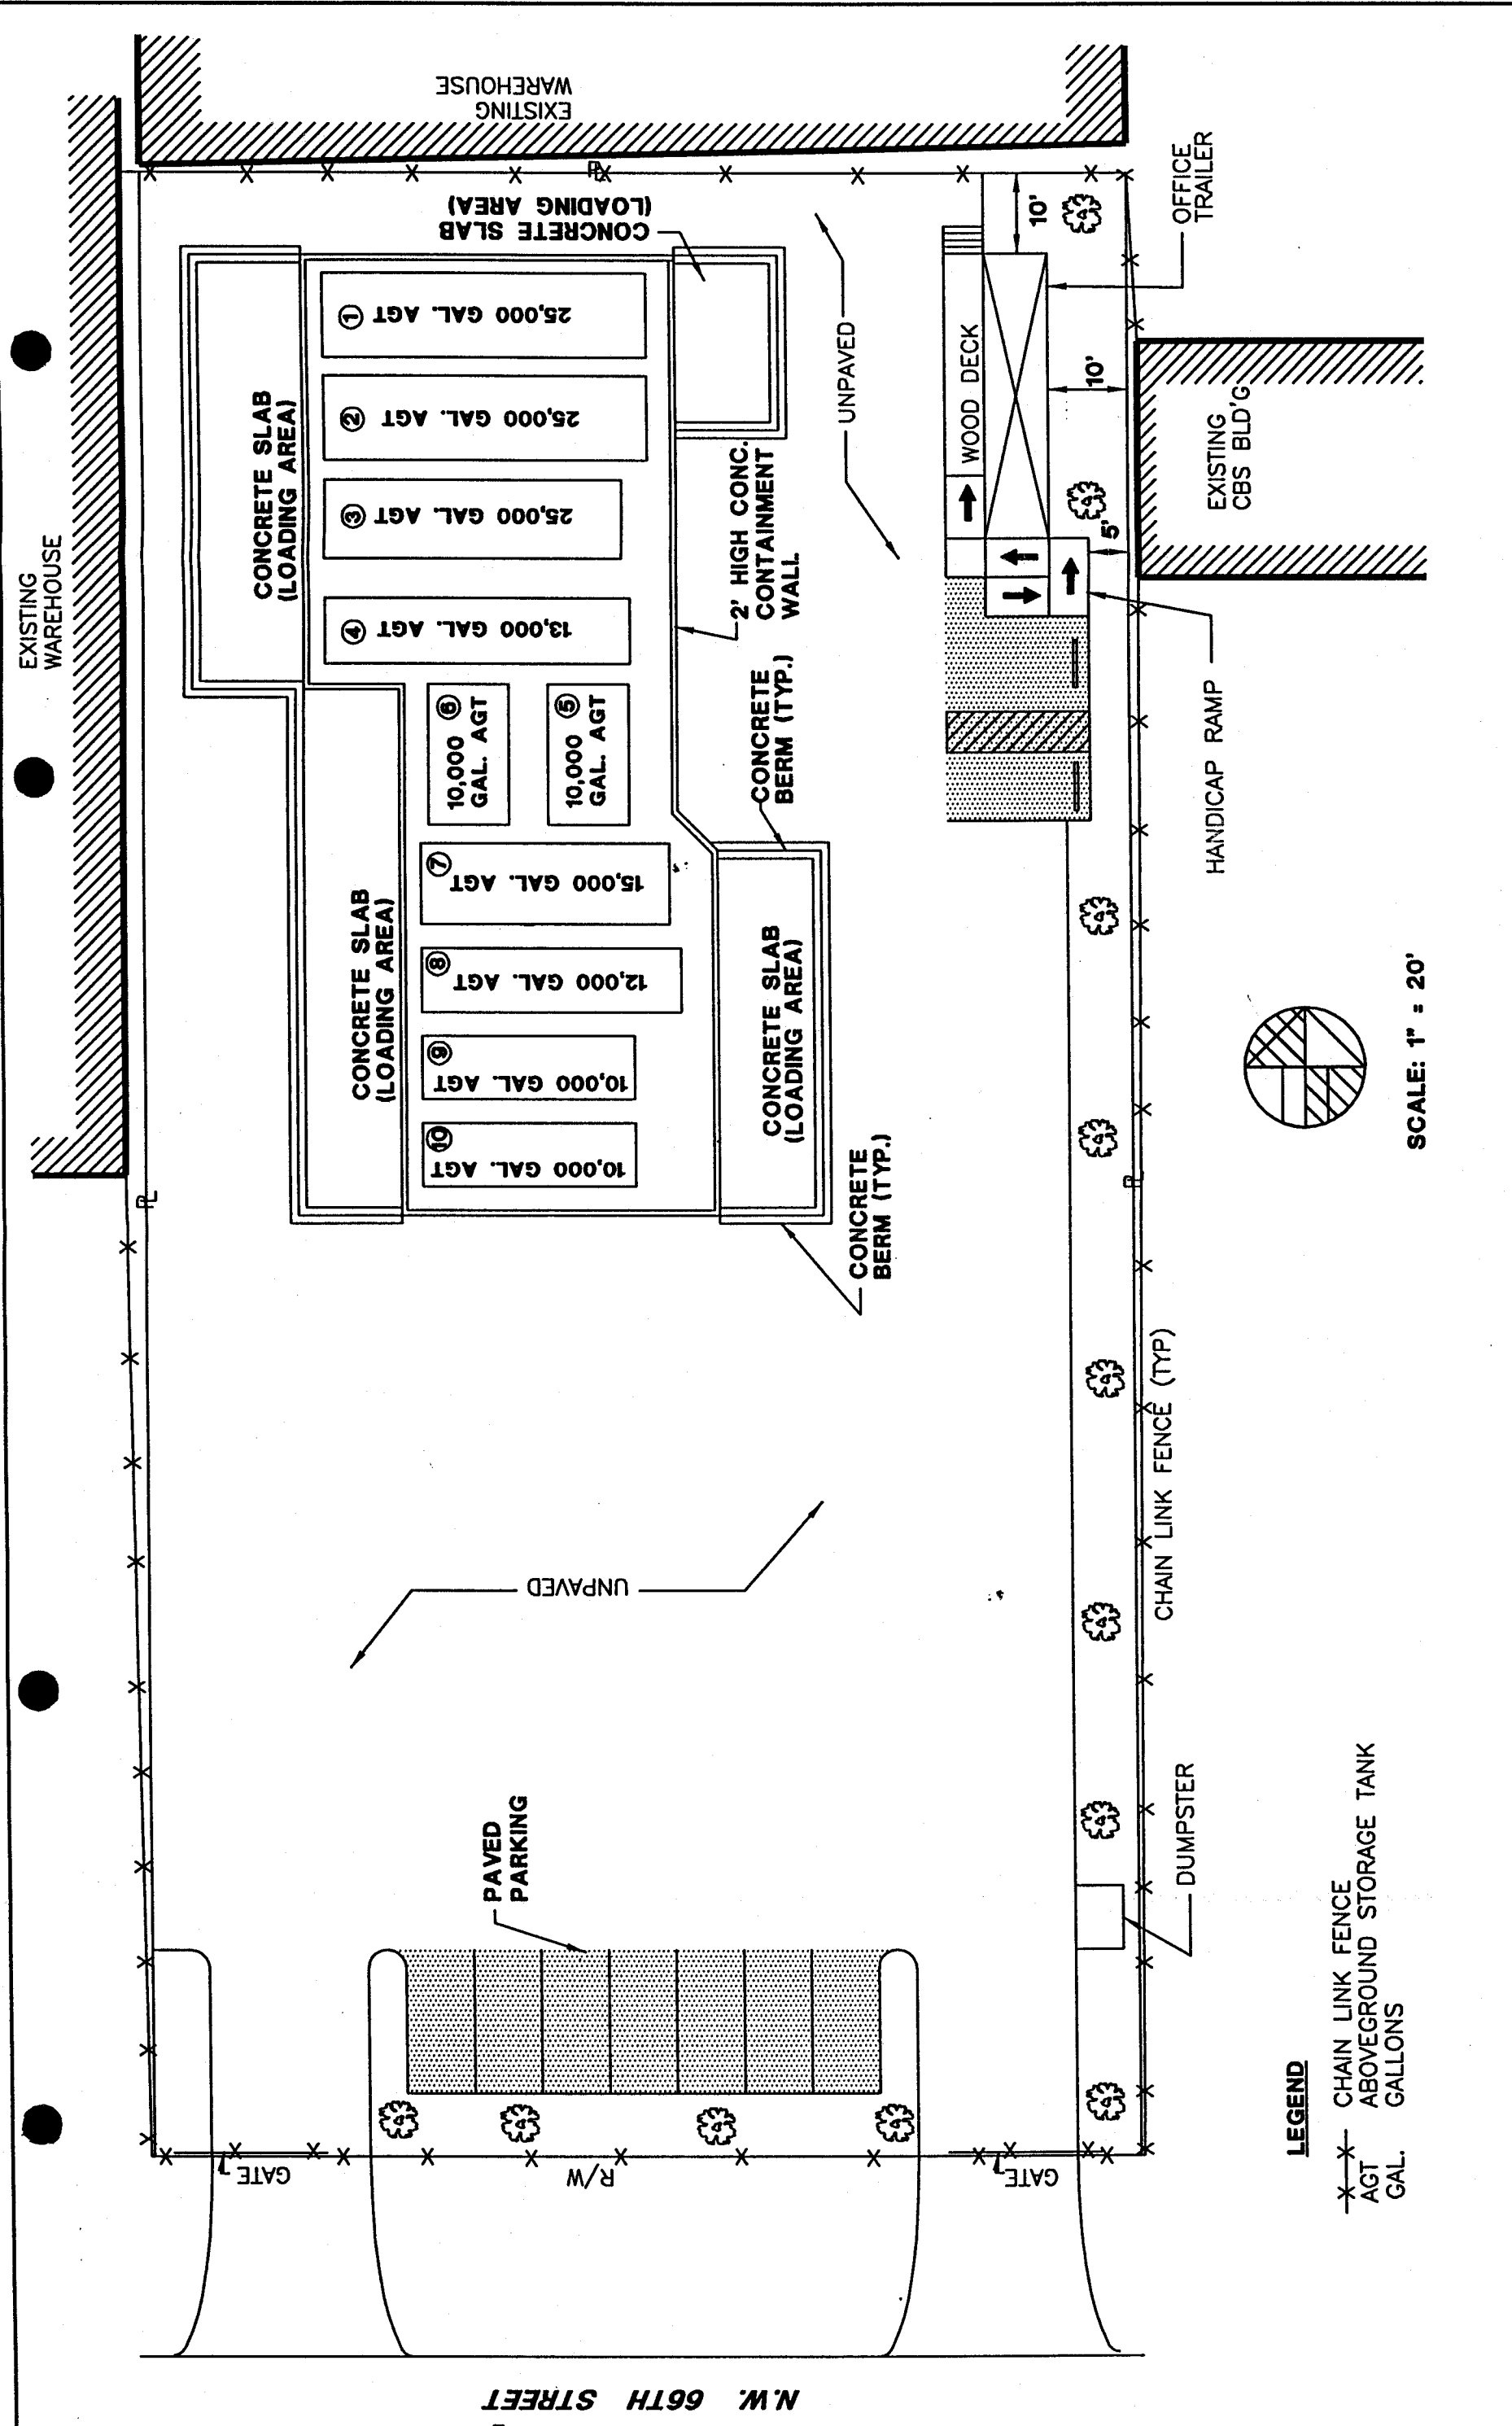 EXISTING
WAREHOUSE
EXISTING
WAREHOUSE
CONCRETE SLAB
(LOADING AREA)
CONCRETE SLAB
(LOADING AREA)
1 25,000 GAL. AGT
2 25,000 GAL. AGT
3 25,000 GAL. AGT
4 13,000 GAL. AGT
6
10,000
GAL. AGT
5
10,000
GAL. AGT
7 15,000 GAL. AGT
8 12,000 GAL. AGT
9 10,000 GAL. AGT
10 10,000 GAL. AGT
CONCRETE SLAB
(LOADING AREA)
CONCRETE SLAB
(LOADING AREA)
2' HIGH CONC.
CONTAINMENT
WALL
CONCRETE
BERM (TYP.)
CONCRETE
BERM (TYP.)
UNPAVED
WOOD DECK
10'
10'
5'
OFFICE
TRAILER
EXISTING
CBS BLD'G
HANDICAP RAMP
PL
PL
PL
UNPAVED
PAVED
PARKING
CHAIN LINK FENCE (TYP)
DUMPSTER
GATE
R/W
GATE
N.W. 66TH STREET
SCALE: 1" = 20'
LEGEND
CHAIN LINK FENCE
AGT ABOVEGROUND STORAGE TANK
GAL. GALLONS